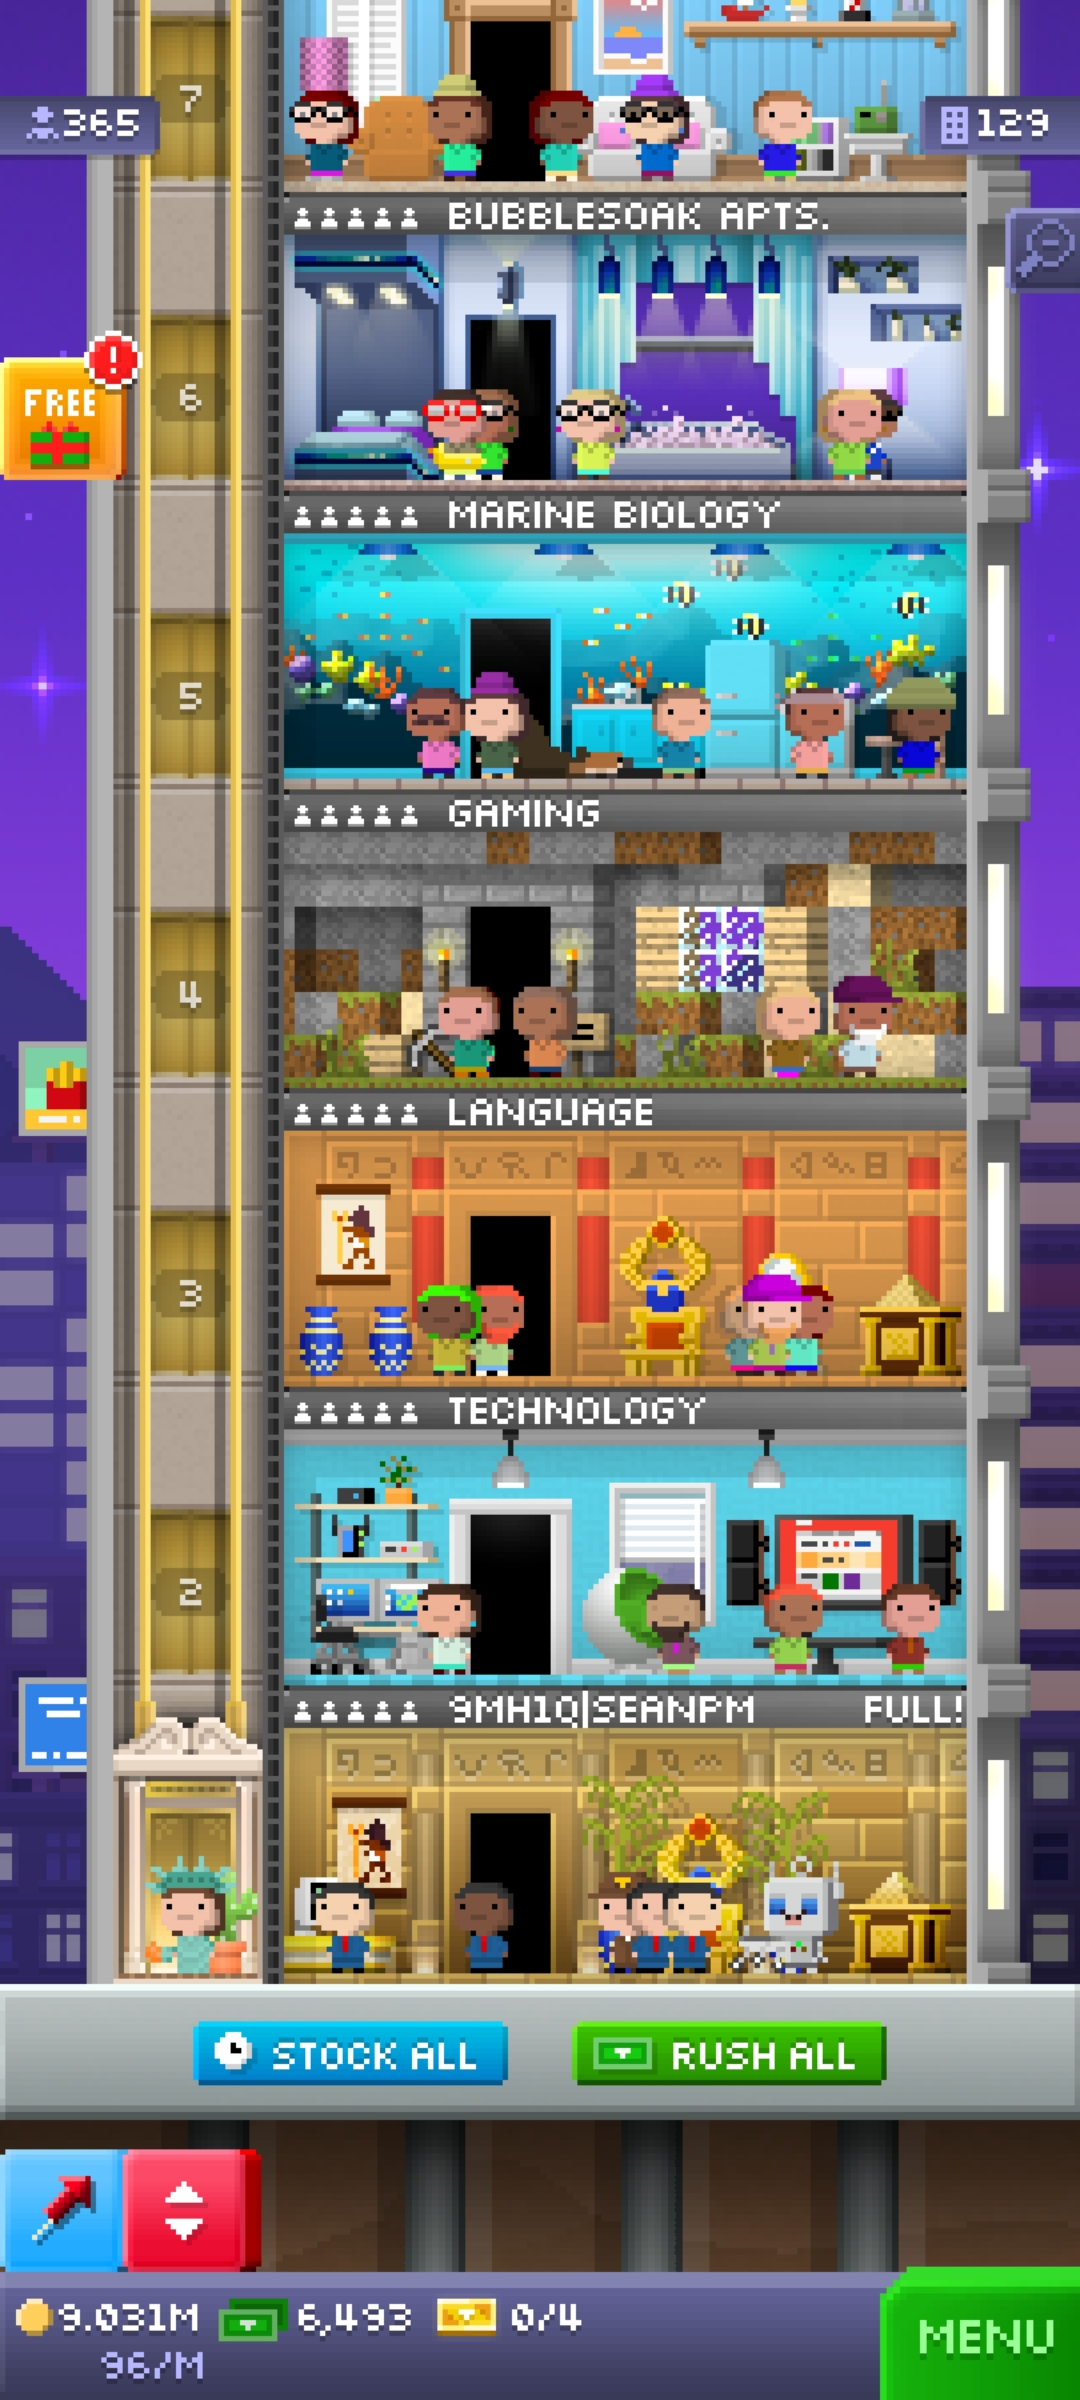 7
365
129
BUBBLESOAK APTS.
FREE
!
6
MARINE BIOLOGY
5
GAMING
4
LANGUAGE
3
TECHNOLOGY
2
9MH1Q|SEANPM FULL!
STOCK ALL
RUSH ALL
9.031M
6,493
0/4
96/M
MENU